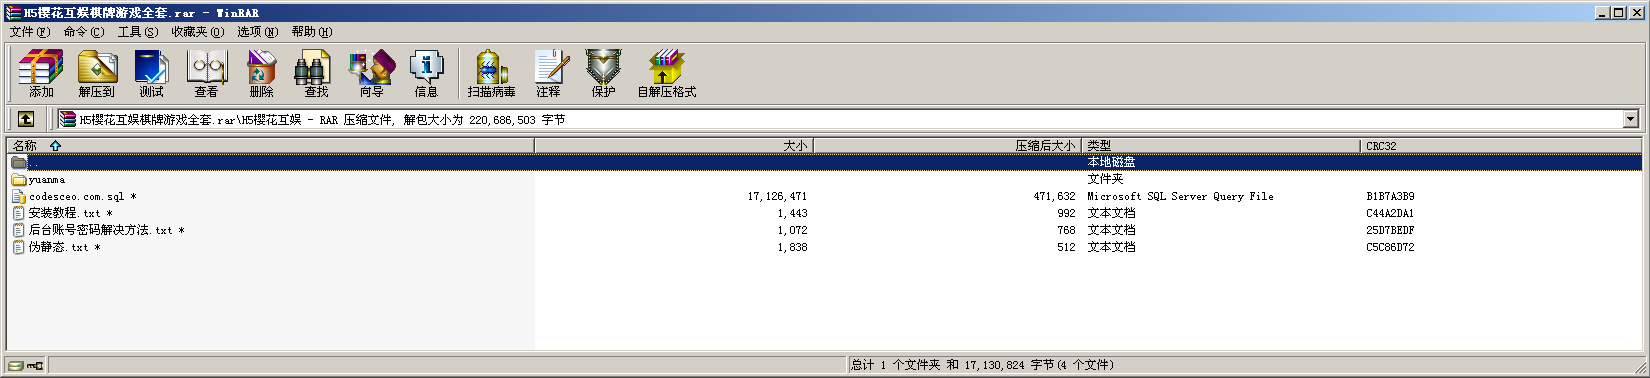 H5樱花互娱棋牌游戏全套.rar - WinRAR
文件(F) 命令(C) 工具(S) 收藏夹(O) 选项(N) 帮助(H)
添加 解压到 测试 查看 删除 查找 向导 信息 扫描病毒 注释 保护 自解压格式
H5樱花互娱棋牌游戏全套.rar\H5樱花互娱 - RAR 压缩文件, 解包大小为 220,686,503 字节
名称 大小 压缩后大小 类型 CRC32
.. 本地磁盘
yuanma 文件夹
codesceo.com.sql * 17,126,471 471,632 Microsoft SQL Server Query File B1B7A3B9
安装教程.txt * 1,443 992 文本文档 C44A2DA1
后台账号密码解决方法.txt * 1,072 768 文本文档 25D7BEDF
伪静态.txt * 1,838 512 文本文档 C5C86D72
总计 1 个文件夹 和 17,130,824 字节(4 个文件)